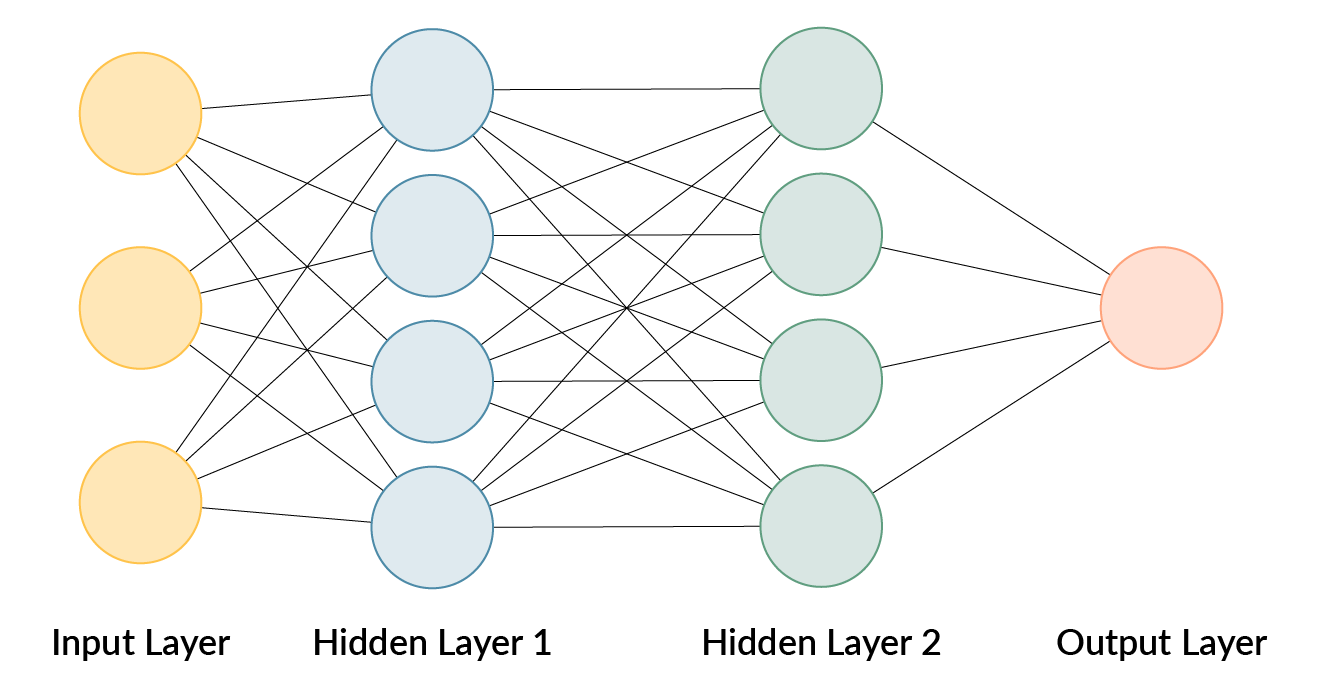 Input Layer
Hidden Layer 1
Hidden Layer 2
Output Layer